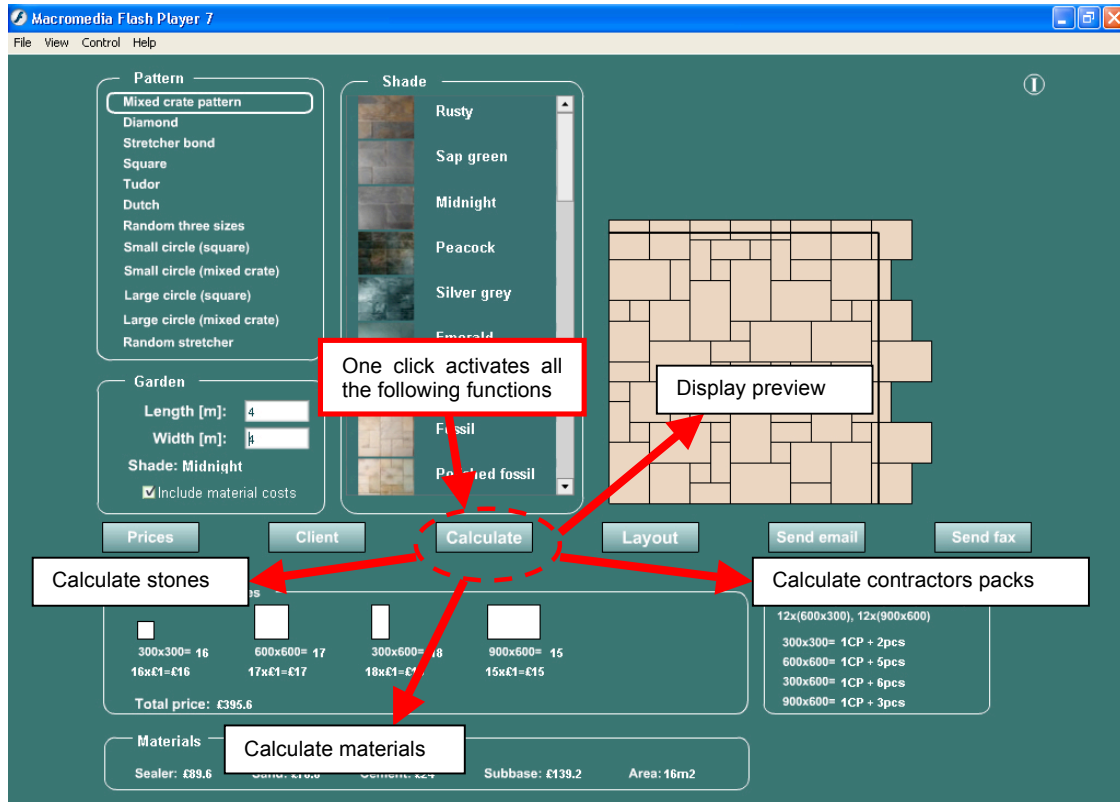 Macromedia Flash Player 7
File View Control Help
Pattern
Mixed crate pattern
Diamond
Stretcher bond
Square
Tudor
Dutch
Random three sizes
Small circle (square)
Small circle (mixed crate)
Large circle (square)
Large circle (mixed crate)
Random stretcher
Shade
Rusty
Sap green
Midnight
Peacock
Silver grey
Emerald
Fossil
fossil
One click activates all
the following functions
Display preview
Garden
Length [m]: 4
Width [m]: 4
Shade: Midnight
Include material costs
Prices Client Calculate Layout Send email Send fax
Calculate stones
Calculate contractors packs
300x300= 16 600x600= 17 300x600= 900x600= 15
16x£1=£16 17x£1=£17 15x£1=£15
Total price: £395.6
12x(600x300), 12x(900x600)
300x300= 1CP + 2pcs
600x600= 1CP + 5pcs
300x600= 1CP + 6pcs
900x600= 1CP + 3pcs
Calculate materials
Materials
Sealer: £89.6 Subbase: £139.2 Area: 16m2